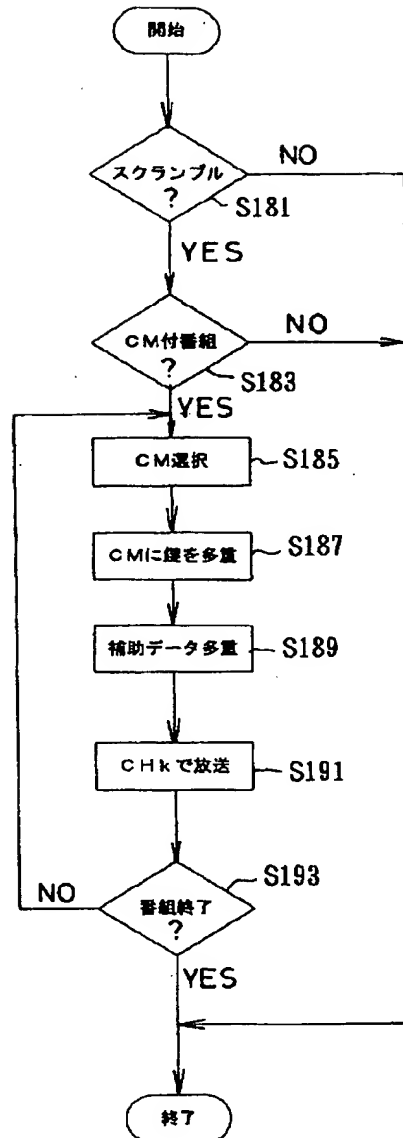 開始
スクランブル
?
NO
S181
YES
CM付番組
?
NO
S183
YES
CM選択
S185
CMに鍵を多重
S187
補助データ多重
S189
CHkで放送
S191
番組終了
?
S193
NO
YES
終了